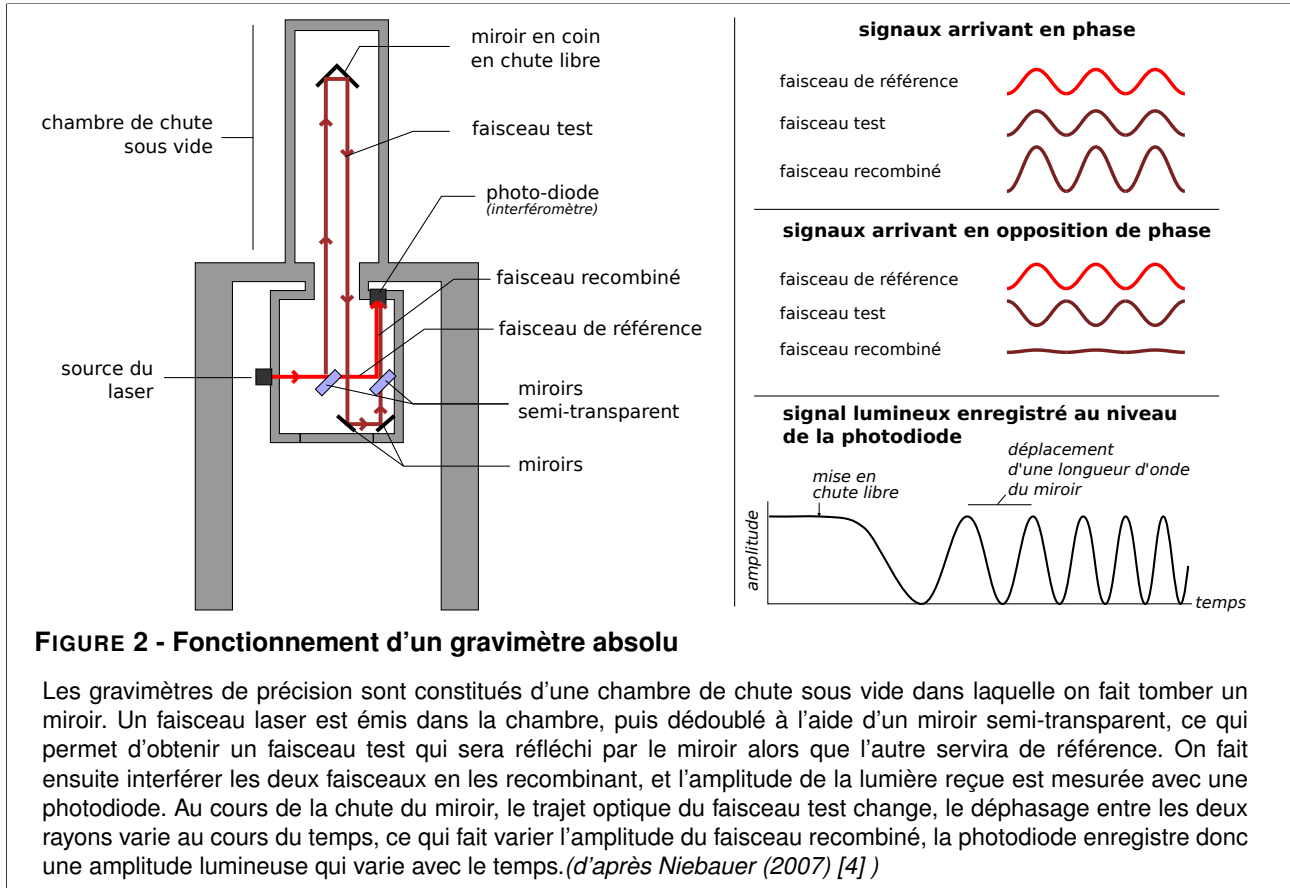 miroir en coin
en chute libre
chambre de chute
sous vide
faisceau test
photo-diode
(interféromètre)
faisceau recombiné
faisceau de référence
source du
laser
miroirs
semi-transparent
miroirs
signaux arrivant en phase
faisceau de référence
faisceau test
faisceau recombiné
signaux arrivant en opposition de phase
faisceau de référence
faisceau test
faisceau recombiné
signal lumineux enregistré au niveau
de la photodiode
déplacement
d'une longueur d'onde
du miroir
mise en
chute libre
amplitude
temps
FIGURE 2 - Fonctionnement d'un gravimètre absolu
Les gravimètres de précision sont constitués d'une chambre de chute sous vide dans laquelle on fait tomber un
miroir. Un faisceau laser est émis dans la chambre, puis dédoublé à l'aide d'un miroir semi-transparent, ce qui
permet d'obtenir un faisceau test qui sera réfléchi par le miroir alors que l'autre servira de référence. On fait
ensuite interférer les deux faisceaux en les recombinant, et l'amplitude de la lumière reçue est mesurée avec une
photodiode. Au cours de la chute du miroir, le trajet optique du faisceau test change, le déphasage entre les deux
rayons varie au cours du temps, ce qui fait varier l'amplitude du faisceau recombiné, la photodiode enregistre donc
une amplitude lumineuse qui varie avec le temps.(d'après Niebauer (2007) [4] )